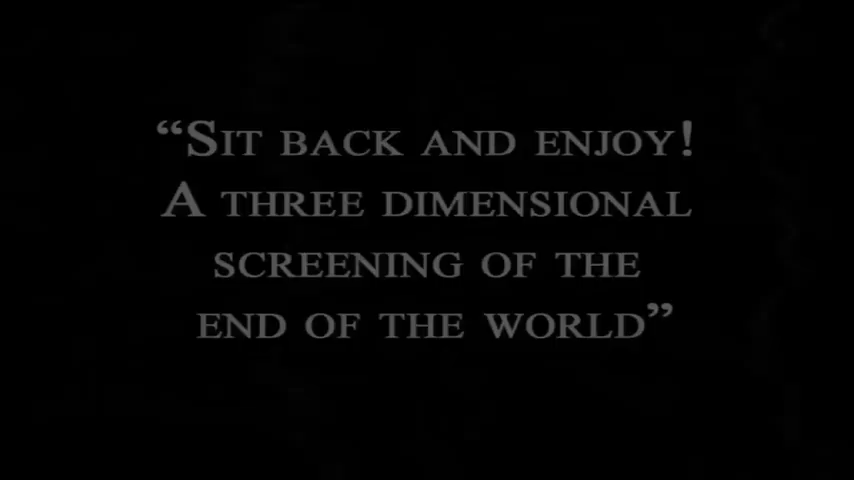 “Sit back and enjoy!
A three dimensional
screening of the
end of the world”